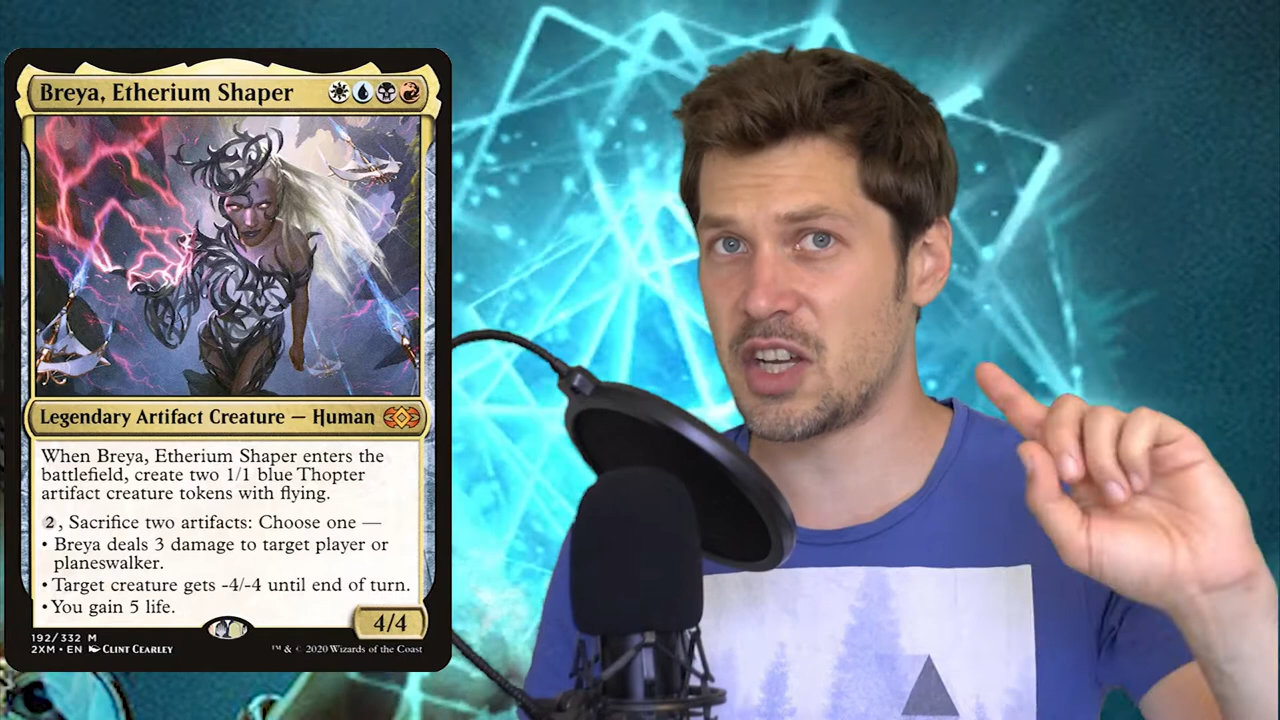 Breya, Etherium Shaper
Legendary Artifact Creature — Human
When Breya, Etherium Shaper enters the
battlefield, create two 1/1 blue Thopter
artifact creature tokens with flying.
2, Sacrifice two artifacts: Choose one —
• Breya deals 3 damage to target player or
planeswalker.
• Target creature gets -4/-4 until end of turn.
• You gain 5 life.
4/4
192/332 M
2XM • EN CLINT CEARLEY
™ & © 2020 Wizards of the Coast